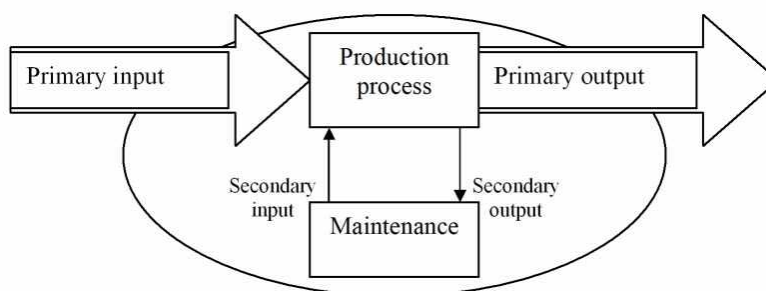 Primary input
Production
process
Primary output
Secondary
input
Secondary
output
Maintenance